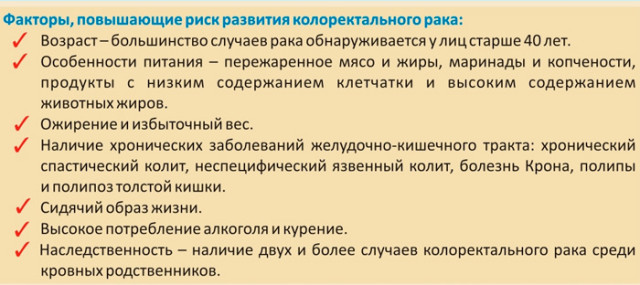 Факторы, повышающие риск развития колоректального рака:
Возраст – большинство случаев рака обнаруживается у лиц старше 40 лет.
Особенности питания – пережаренное мясо и жиры, маринады и копчености,
продукты с низким содержанием клетчатки и высоким содержанием
животных жиров.
Ожирение и избыточный вес.
Наличие хронических заболеваний желудочно-кишечного тракта: хронический
спастический колит, неспецифический язвенный колит, болезнь Крона, полипы
и полипоз толстой кишки.
Сидячий образ жизни.
Высокое потребление алкоголя и курение.
Наследственность – наличие двух и более случаев колоректального рака среди
кровных родственников.